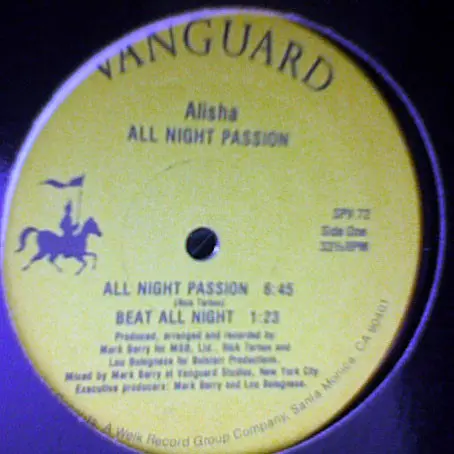 VANGUARD
Alisha
ALL NIGHT PASSION
SPV 72
Side One
33⅓ RPM
ALL NIGHT PASSION 6:45
(Rick Tarbox)
BEAT ALL NIGHT 1:23
Produced, arranged and recorded by
Mark Berry for MSB, Ltd., Rick Tarbox and
Lou Bolognese for Bolstir Productions.
Mixed by Mark Berry at Vanguard Studios, New York City.
Executive producers: Mark Berry and Lou Bolognese.
A Welk Record Group Company, Santa Monica, CA 90401